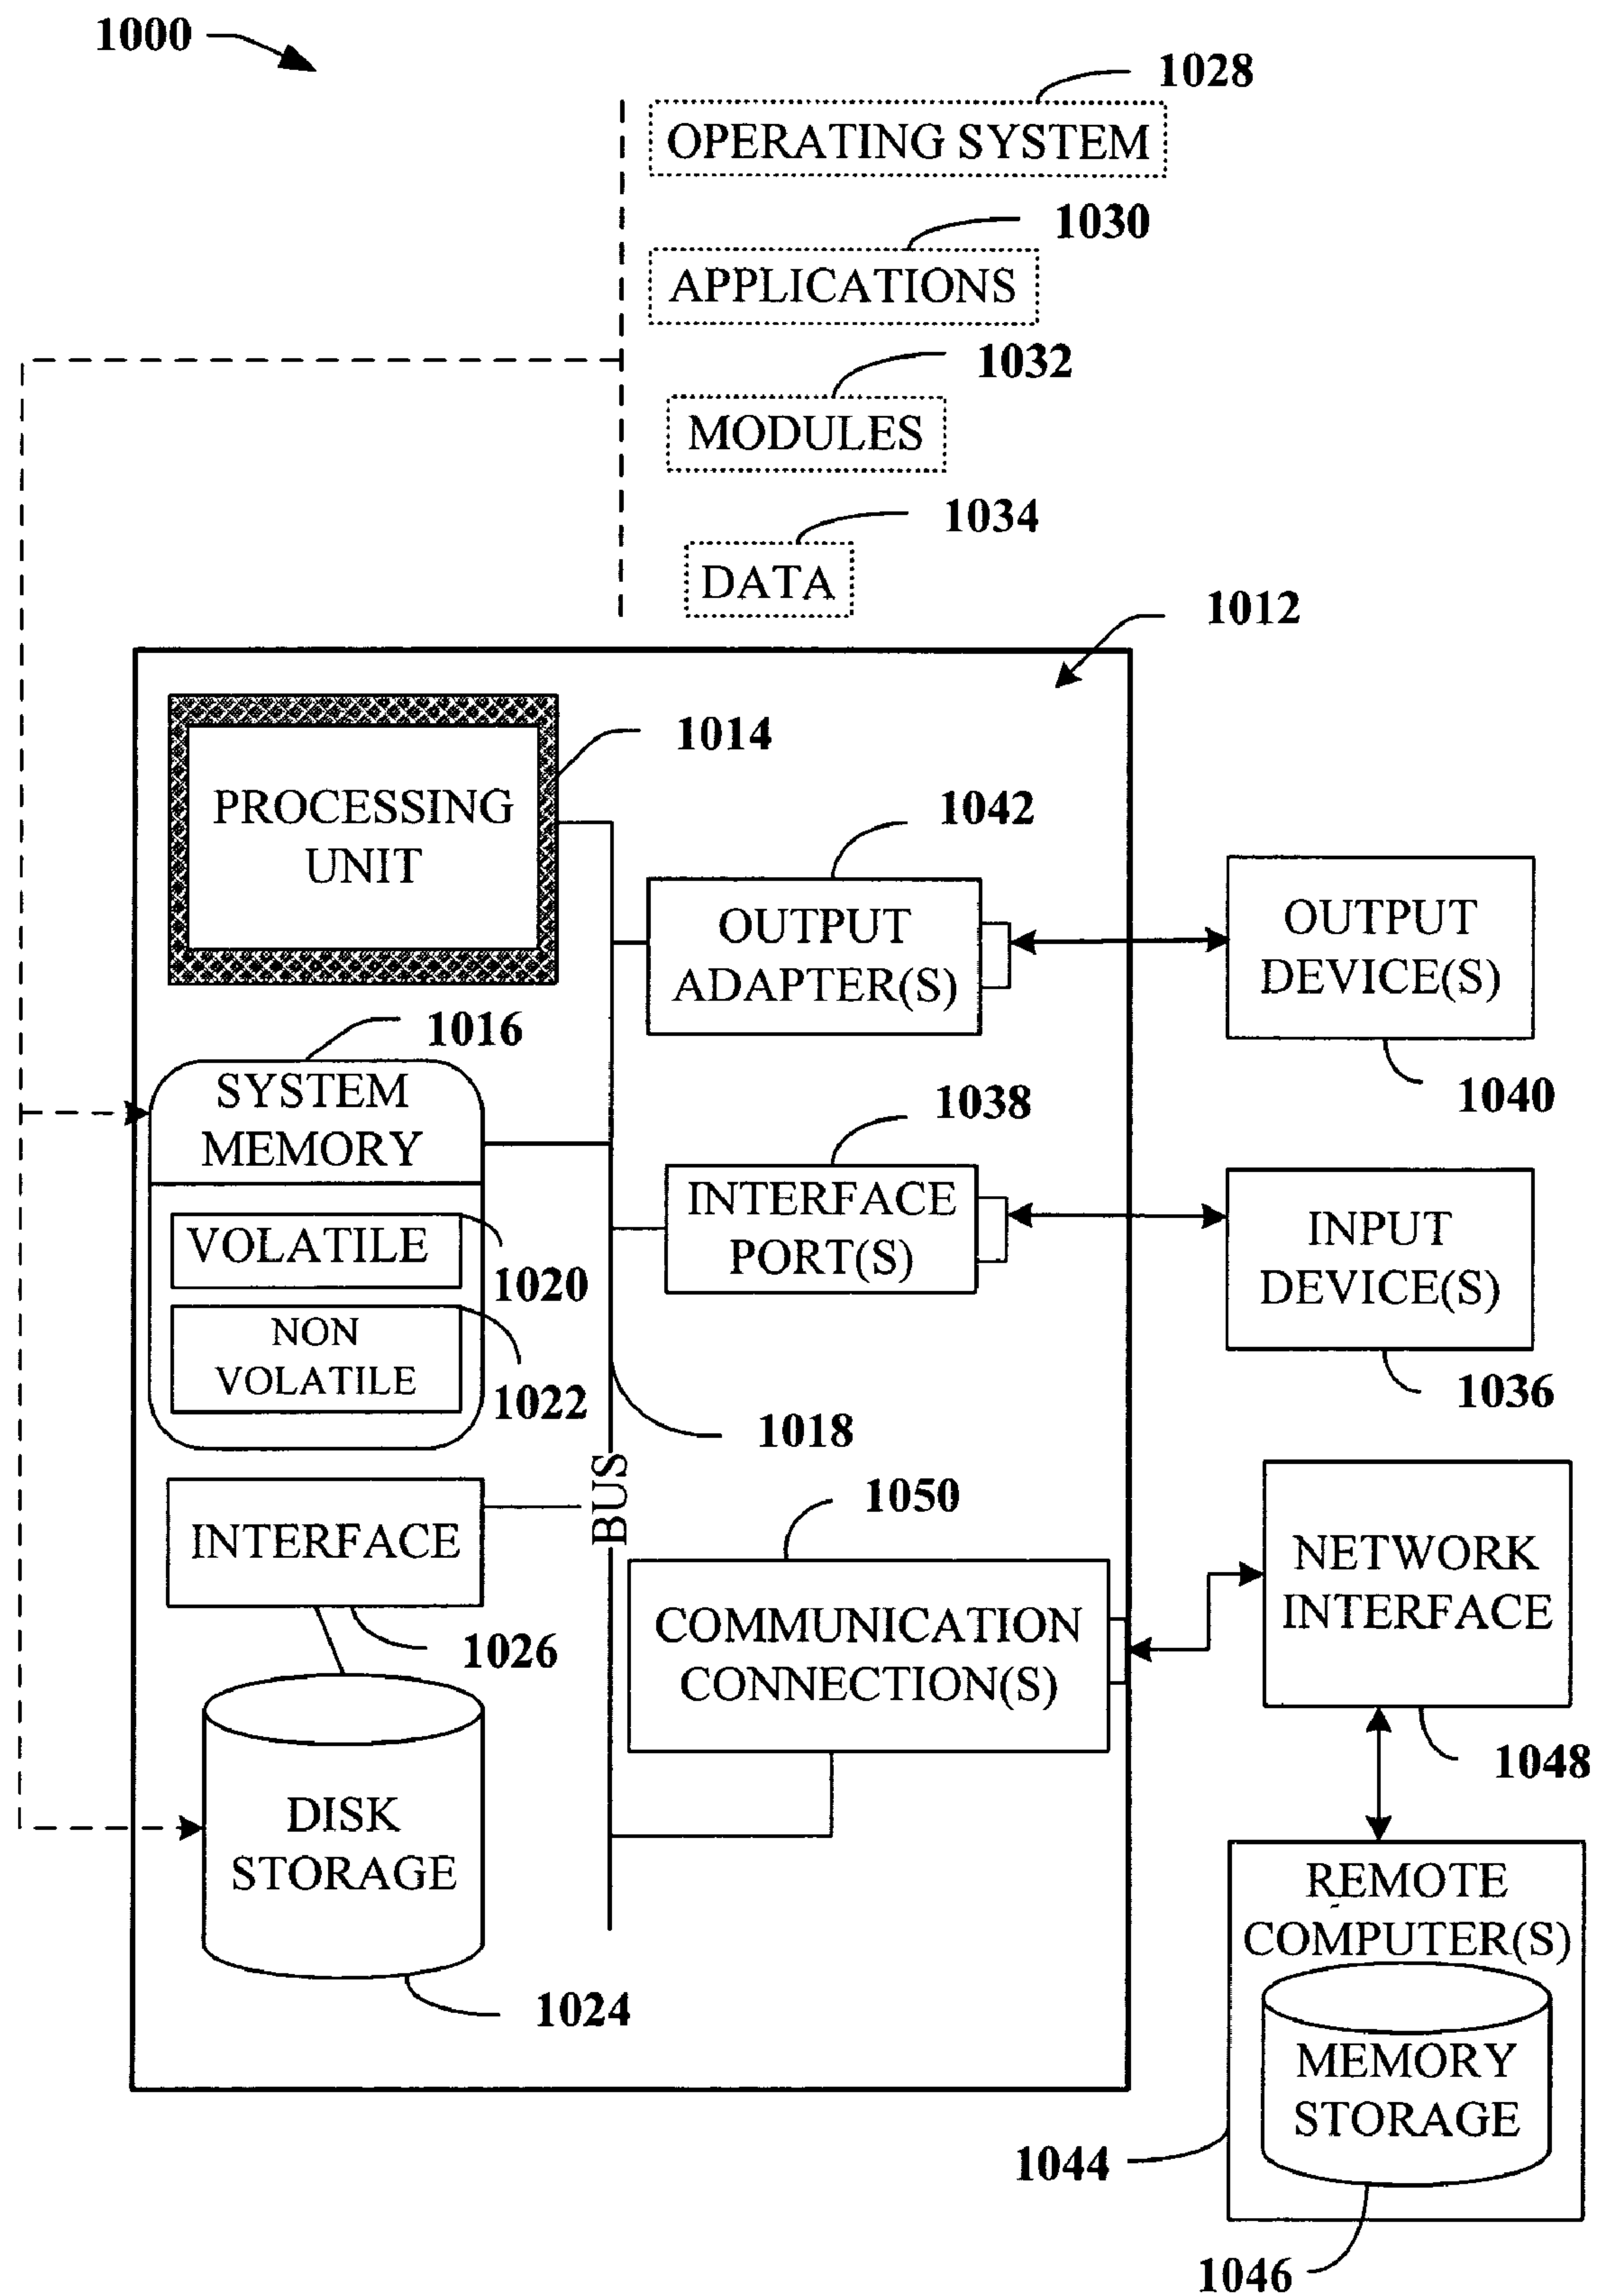 1000
1028
OPERATING SYSTEM
1030
APPLICATIONS
1032
MODULES
1034
DATA
1012
1014
PROCESSING
UNIT
1042
OUTPUT
ADAPTER(S)
OUTPUT
DEVICE(S)
1040
1016
SYSTEM
MEMORY
1038
INTERFACE
PORT(S)
INPUT
DEVICE(S)
1036
VOLATILE
1020
NON
VOLATILE
1022
1018
BUS
INTERFACE
1026
1050
COMMUNICATION
CONNECTION(S)
NETWORK
INTERFACE
1048
DISK
STORAGE
1024
REMOTE
COMPUTER(S)
MEMORY
STORAGE
1044
1046